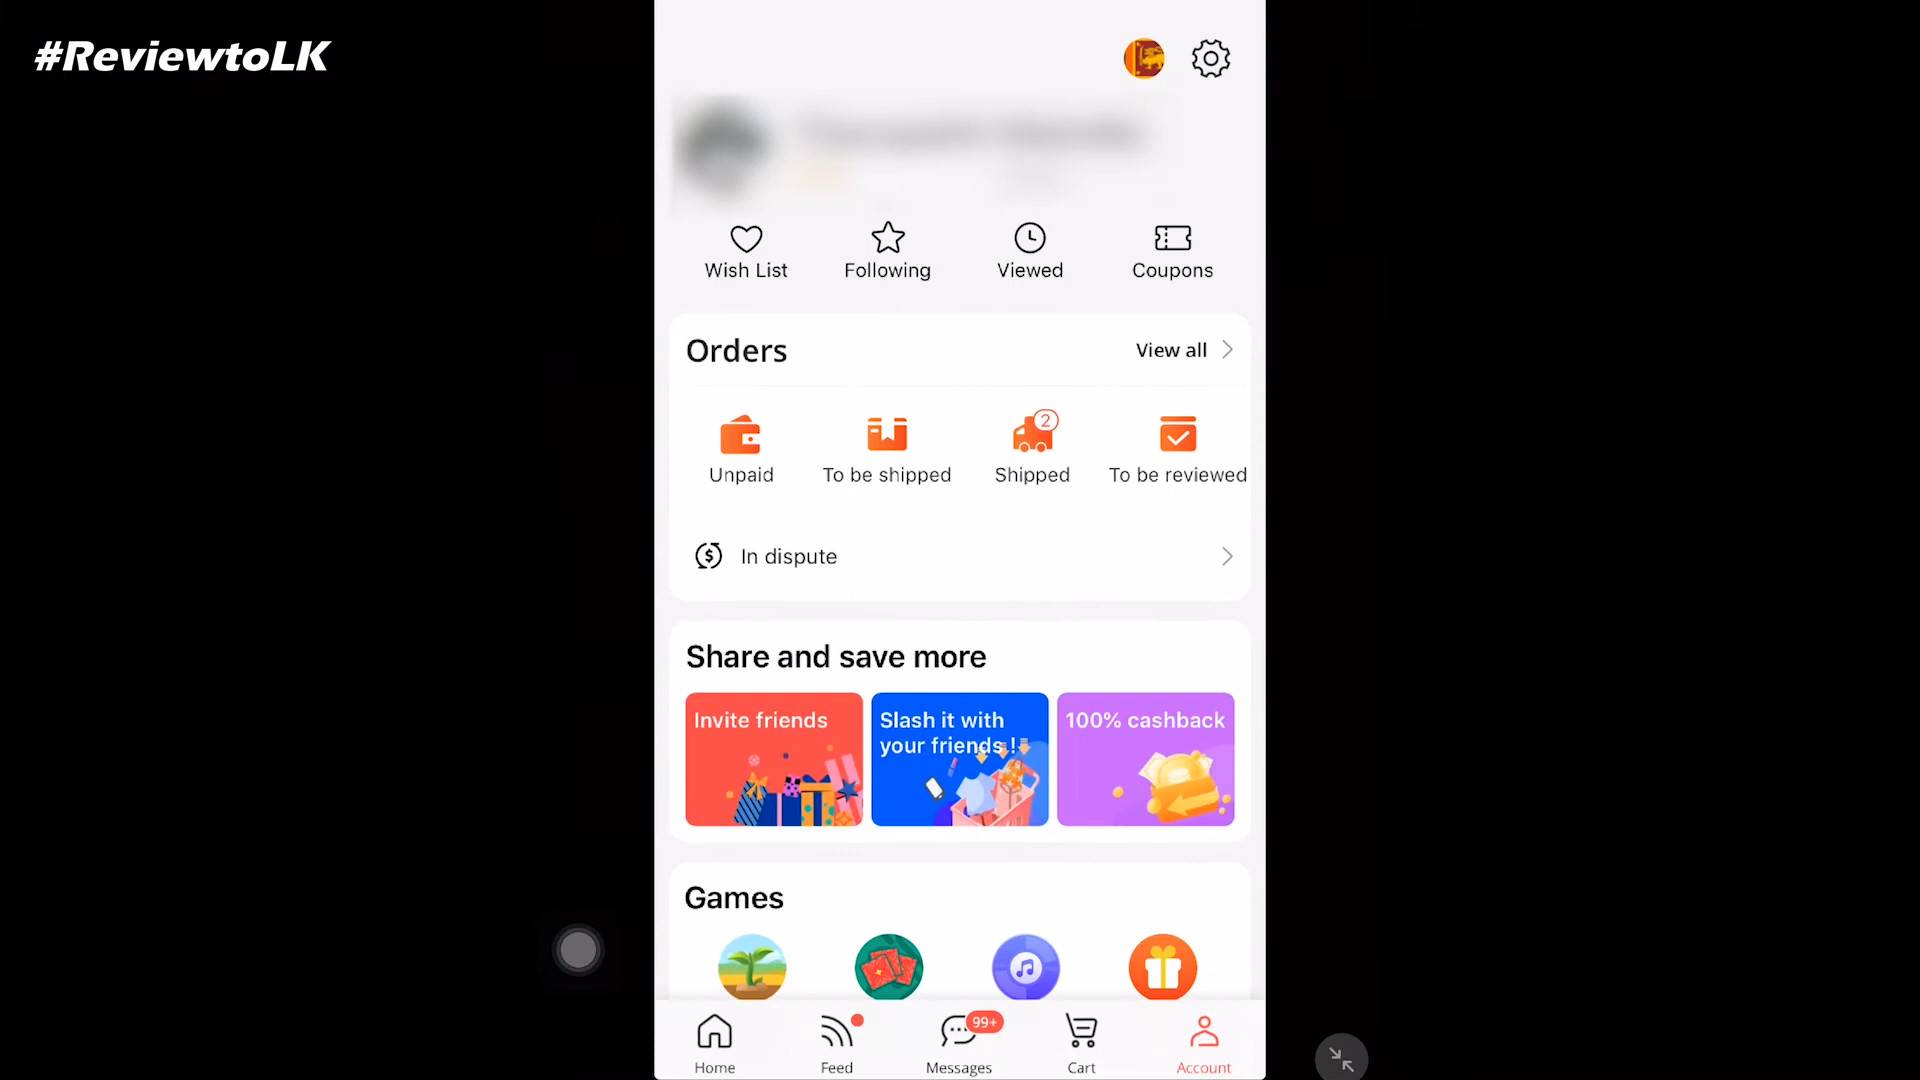 #ReviewtoLK
Wish List
Following
Viewed
Coupons
Orders
View all
2
Unpaid
To be shipped
Shipped
To be reviewed
In dispute
Share and save more
Invite friends
Slash it with
your friends !
100% cashback
Games
99+
Home
Feed
Messages
Cart
Account